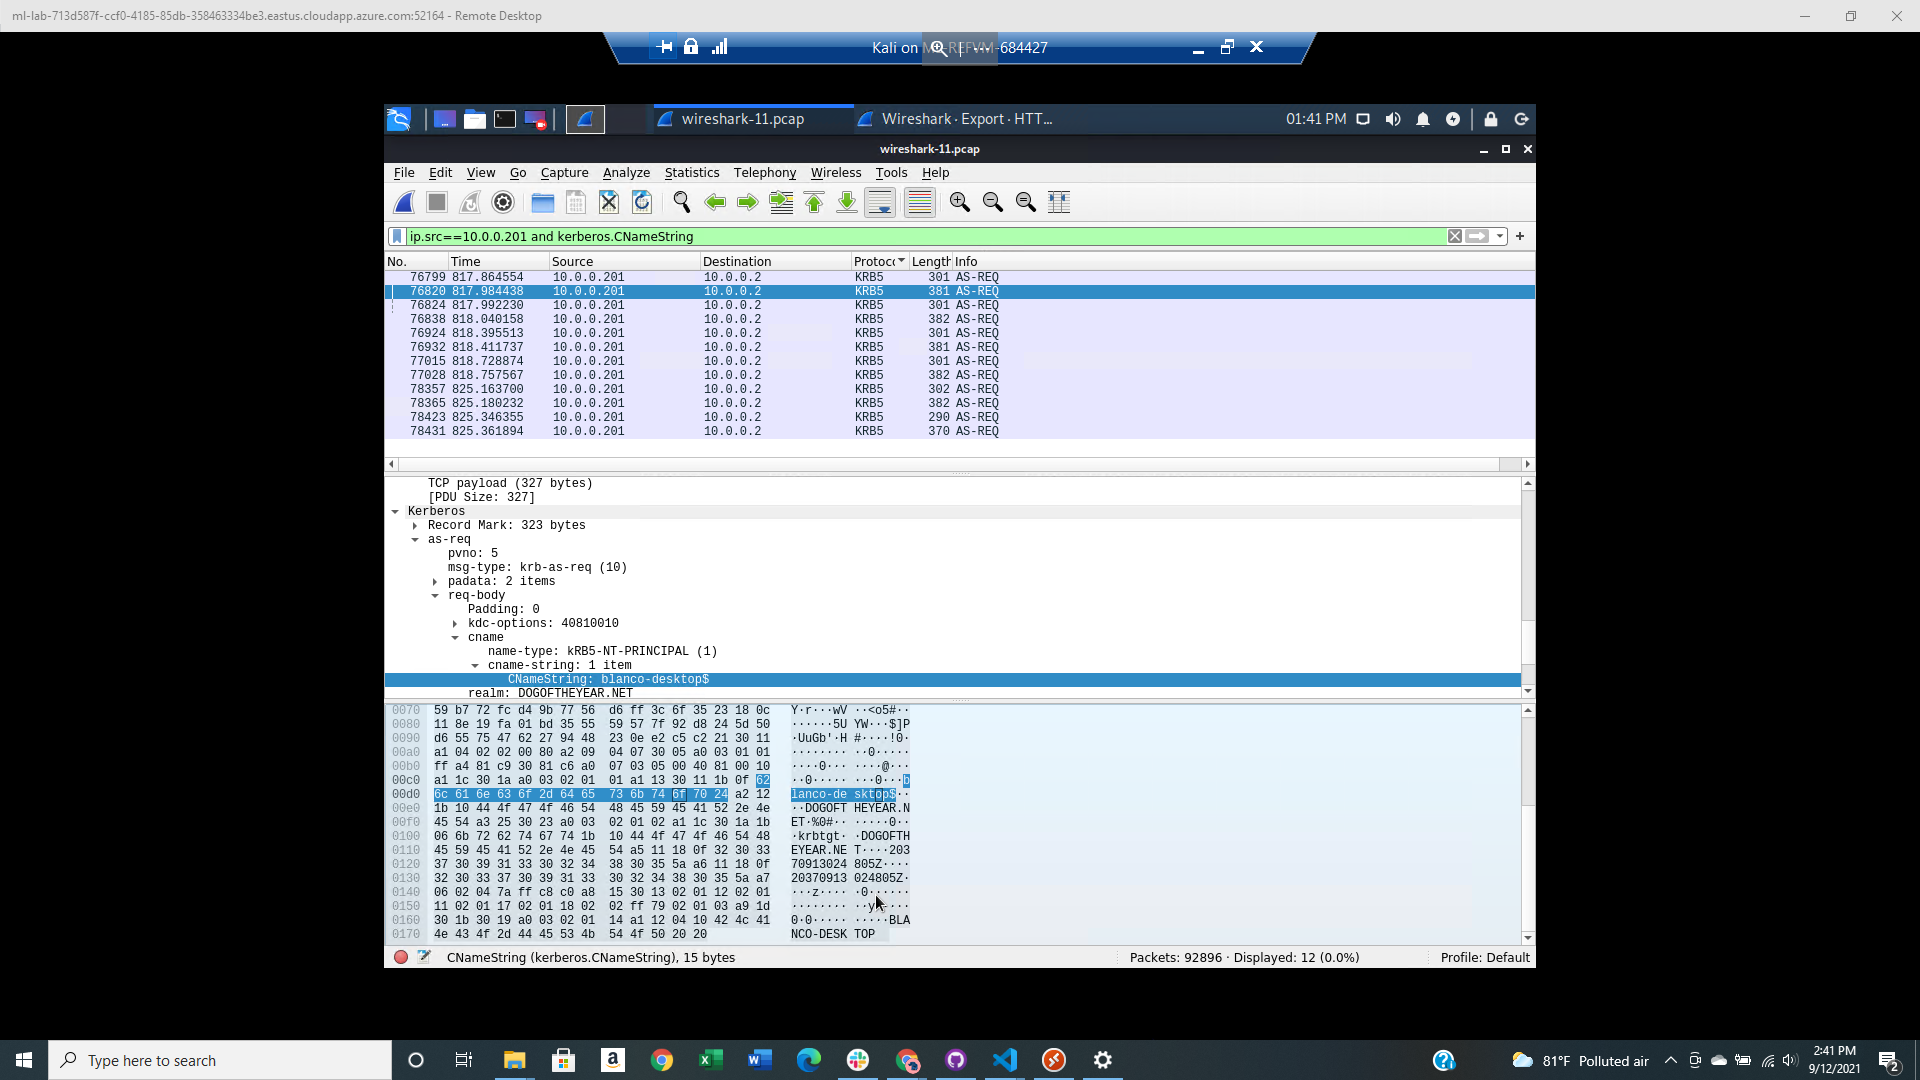 ml-lab-713d587f-ccf0-4185-85db-358463334be3.eastus.cloudapp.azure.com:52164 - Remote Desktop
Kali on ML-REFVM-684427
wireshark-11.pcap
Wireshark · Export · HTT...
01:41 PM
wireshark-11.pcap
File Edit View Go Capture Analyze Statistics Telephony Wireless Tools Help
ip.src==10.0.0.201 and kerberos.CNameString
No. Time Source Destination Protoc Length Info
76799 817.864554 10.0.0.201 10.0.0.2 KRB5 301 AS-REQ
76820 817.984438 10.0.0.201 10.0.0.2 KRB5 381 AS-REQ
76824 817.992230 10.0.0.201 10.0.0.2 KRB5 301 AS-REQ
76838 818.040158 10.0.0.201 10.0.0.2 KRB5 382 AS-REQ
76924 818.395513 10.0.0.201 10.0.0.2 KRB5 301 AS-REQ
76932 818.411737 10.0.0.201 10.0.0.2 KRB5 381 AS-REQ
77015 818.728874 10.0.0.201 10.0.0.2 KRB5 301 AS-REQ
77028 818.757567 10.0.0.201 10.0.0.2 KRB5 382 AS-REQ
78357 825.163700 10.0.0.201 10.0.0.2 KRB5 302 AS-REQ
78365 825.180232 10.0.0.201 10.0.0.2 KRB5 382 AS-REQ
78423 825.346355 10.0.0.201 10.0.0.2 KRB5 290 AS-REQ
78431 825.361894 10.0.0.201 10.0.0.2 KRB5 370 AS-REQ
TCP payload (327 bytes)
[PDU Size: 327]
Kerberos
Record Mark: 323 bytes
as-req
pvno: 5
msg-type: krb-as-req (10)
padata: 2 items
req-body
Padding: 0
kdc-options: 40810010
cname
name-type: kRB5-NT-PRINCIPAL (1)
cname-string: 1 item
CNameString: blanco-desktop$
realm: DOGOFTHEYEAR.NET
0070 59 b7 72 fc d4 9b 77 56 d6 ff 3c 6f 35 23 18 0c Y·r···wV ··<o5#··
0080 11 8e 19 fa 01 bd 35 55 59 57 7f 92 d8 24 5d 50 ······5U YW···$]P
0090 d6 55 75 47 62 27 94 48 23 0e e2 c5 c2 21 30 11 ·UuGb'·H #····!0·
00a0 a1 04 02 02 00 80 a2 09 04 07 30 05 a0 03 01 01 ········ ··0·····
00b0 ff a4 81 c9 30 81 c6 a0 07 03 05 00 40 81 00 10 ····0··· ····@···
00c0 a1 1c 30 1a a0 03 02 01 01 a1 13 30 11 1b 0f 62 ··0····· ···0···b
00d0 6c 61 6e 63 6f 2d 64 65 73 6b 74 6f 70 24 a2 12 lanco-de sktop$··
00e0 1b 10 44 4f 47 4f 46 54 48 45 59 45 41 52 2e 4e ··DOGOFT HEYEAR.N
00f0 45 54 a3 25 30 23 a0 03 02 01 02 a1 1c 30 1a 1b ET·%0#·· ·····0··
0100 06 6b 72 62 74 67 74 1b 10 44 4f 47 4f 46 54 48 ·krbtgt· ·DOGOFTH
0110 45 59 45 41 52 2e 4e 45 54 a5 11 18 0f 32 30 33 EYEAR.NE T····203
0120 37 30 39 31 33 30 32 34 38 30 35 5a a6 11 18 0f 70913024 805Z····
0130 32 30 33 37 30 39 31 33 30 32 34 38 30 35 5a a7 20370913 024805Z·
0140 06 02 04 7a ff c8 c0 a8 15 30 13 02 01 12 02 01 ···z···· ·0······
0150 11 02 01 17 02 01 18 02 02 ff 79 02 01 03 a9 1d ········ ··y·····
0160 30 1b 30 19 a0 03 02 01 14 a1 12 04 10 42 4c 41 0·0····· ·····BLA
0170 4e 43 4f 2d 44 45 53 4b 54 4f 50 20 20 NCO-DESK TOP
CNameString (kerberos.CNameString), 15 bytes
Packets: 92896 · Displayed: 12 (0.0%)
Profile: Default
Type here to search
81°F Polluted air
2:41 PM
9/12/2021
2